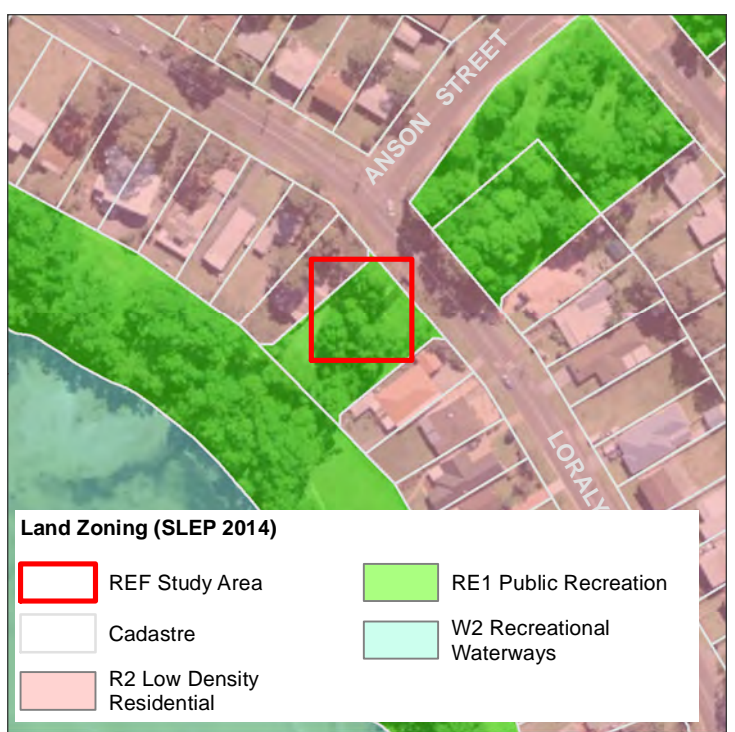 ANSON STREET
LORALY
Land Zoning (SLEP 2014)
REF Study Area
Cadastre
R2 Low Density
Residential
RE1 Public Recreation
W2 Recreational
Waterways